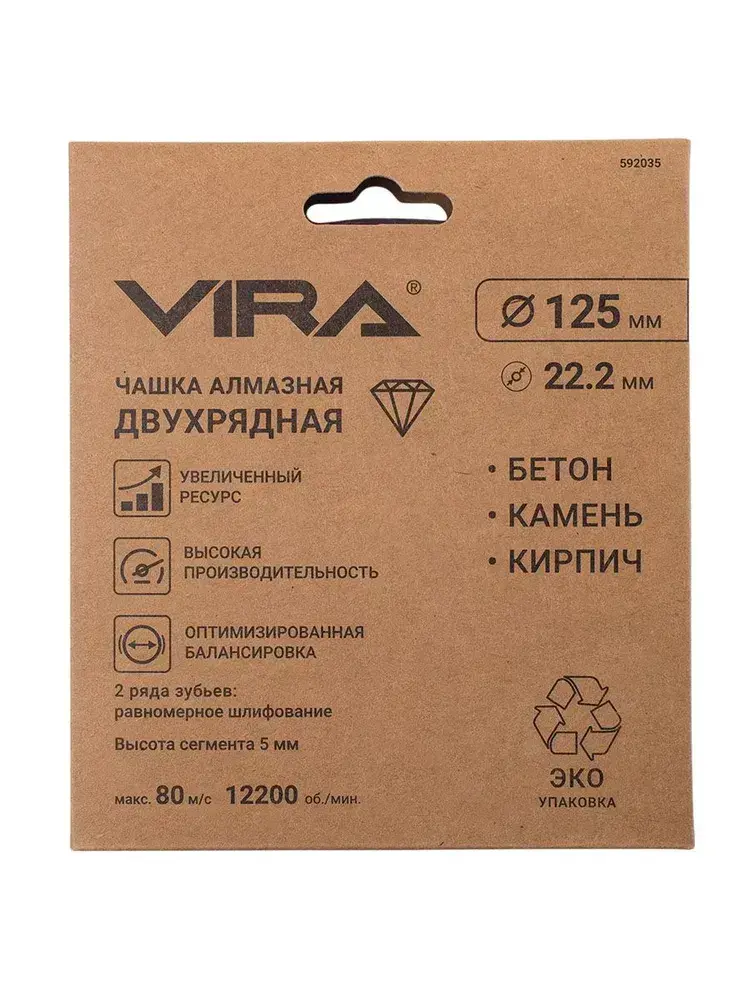 592035
VIRA®
Ø 125 мм
22.2 мм
ЧАШКА АЛМАЗНАЯ
ДВУХРЯДНАЯ
• БЕТОН
• КАМЕНЬ
• КИРПИЧ
УВЕЛИЧЕННЫЙ
РЕСУРС
ВЫСОКАЯ
ПРОИЗВОДИТЕЛЬНОСТЬ
ОПТИМИЗИРОВАННАЯ
БАЛАНСИРОВКА
2 ряда зубьев:
равномерное шлифование
Высота сегмента 5 мм
макс. 80 м/с 12200 об./мин.
ЭКО
УПАКОВКА